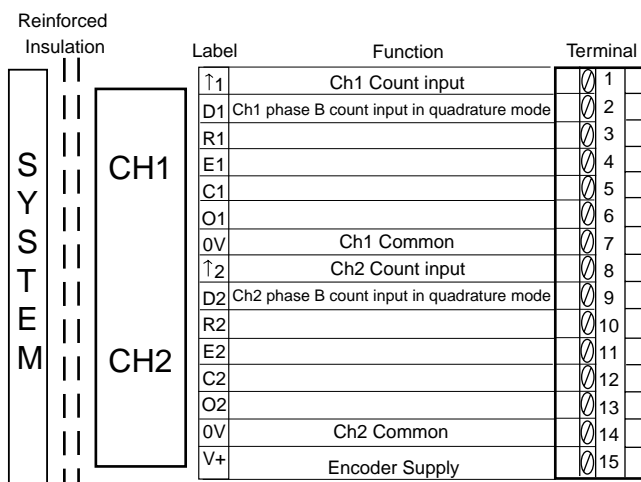 Reinforced
Insulation
Label Function Terminal
↑1 Ch1 Count input 1
D1 Ch1 phase B count input in quadrature mode 2
R1 3
E1 4
C1 5
O1 6
0V Ch1 Common 7
↑2 Ch2 Count input 8
D2 Ch2 phase B count input in quadrature mode 9
R2 10
E2 11
C2 12
O2 13
0V Ch2 Common 14
V+ Encoder Supply 15
SYSTEM
CH1
CH2